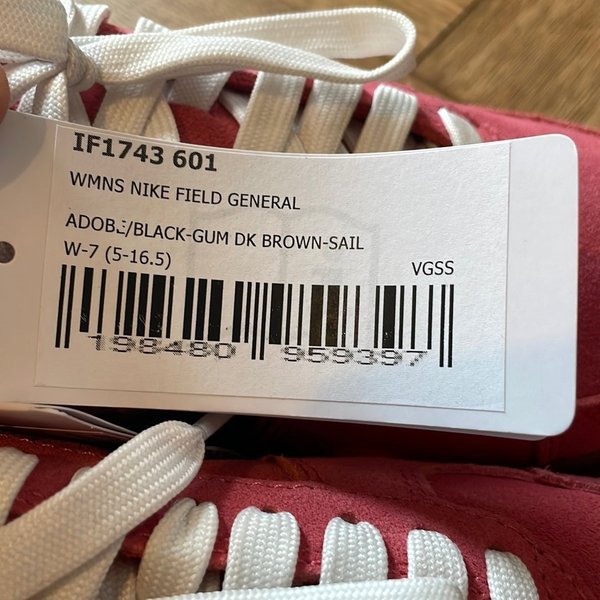 IF1743 601
WMNS NIKE FIELD GENERAL
ADOBE/BLACK-GUM DK BROWN-SAIL
W-7 (5-16.5)
VGSS
198480 959397